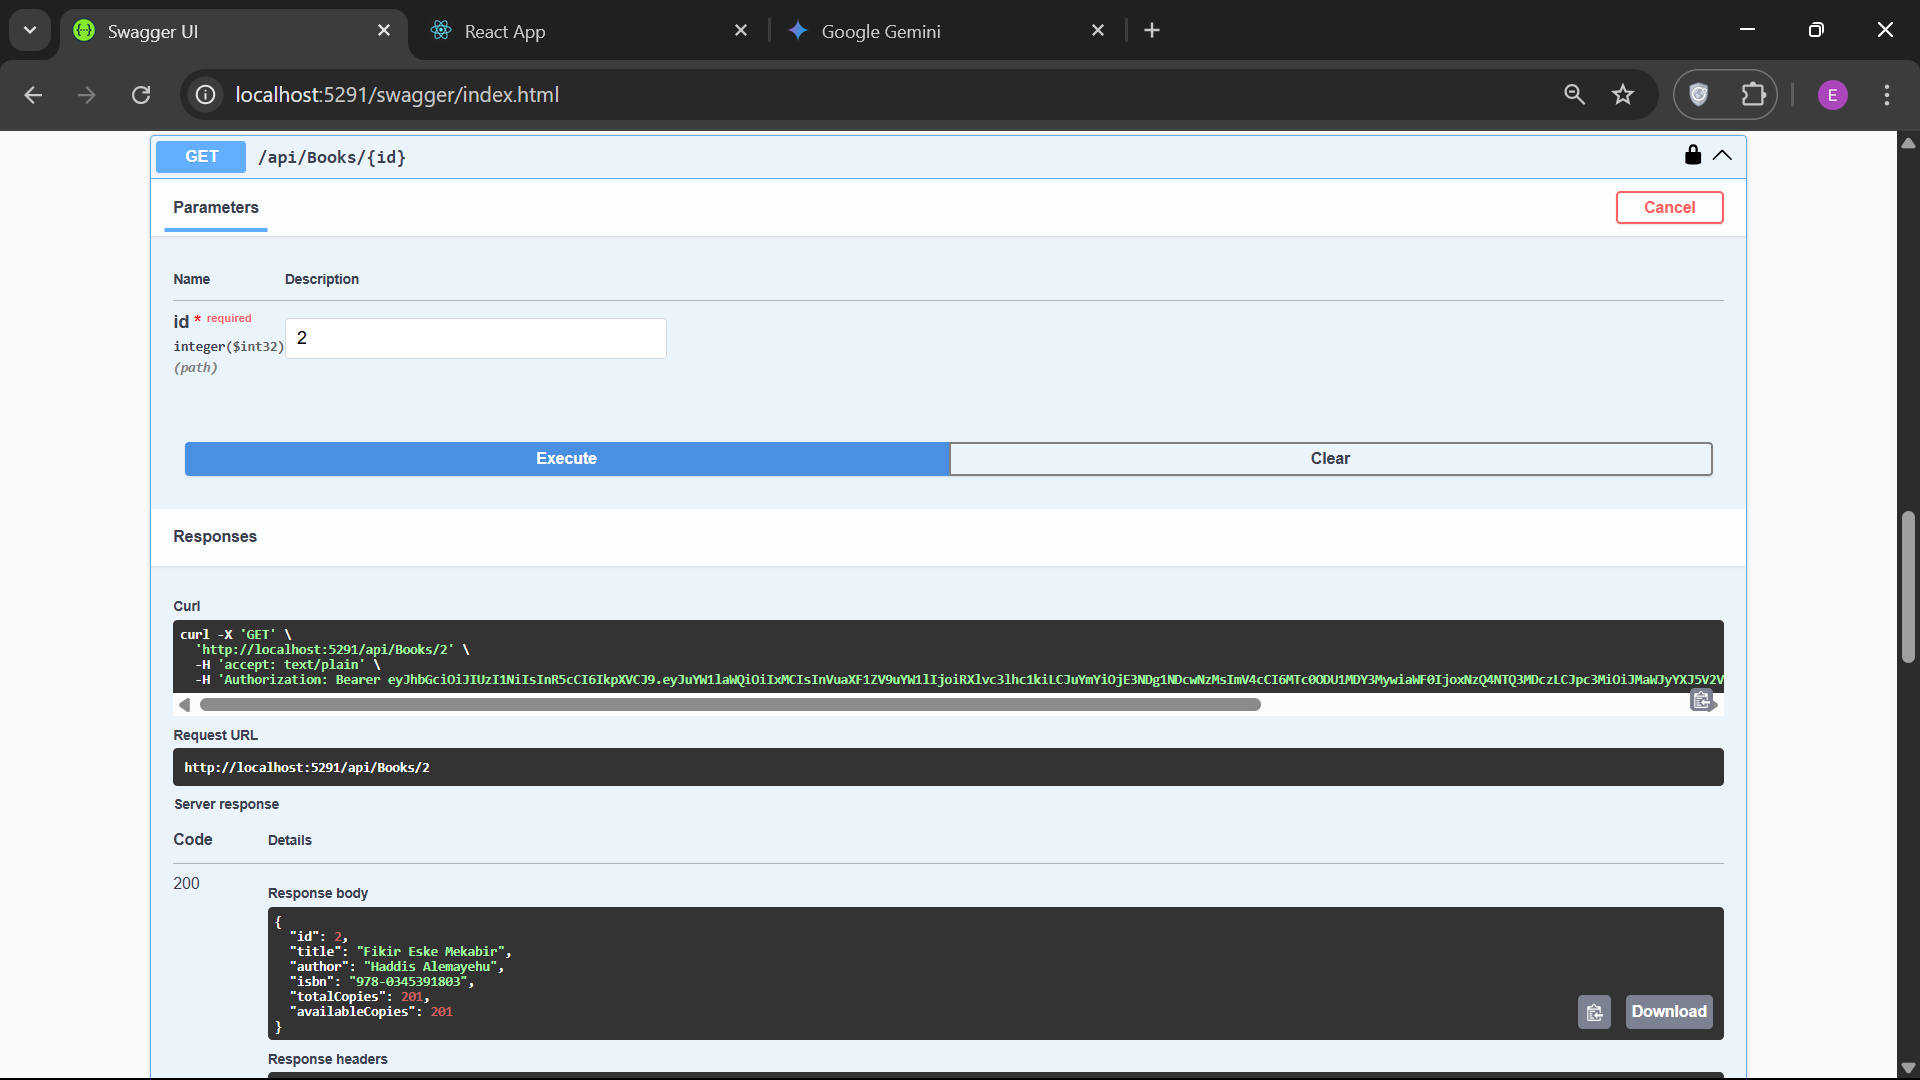 Swagger UI
React App
Google Gemini
localhost:5291/swagger/index.html
E
GET /api/Books/{id}
Parameters
Cancel
Name Description
id * required
integer($int32)
(path)
2
Execute
Clear
Responses
Curl
curl -X 'GET' \
'http://localhost:5291/api/Books/2' \
-H 'accept: text/plain' \
-H 'Authorization: Bearer
Request URL
http://localhost:5291/api/Books/2
Server response
Code Details
200
Response body
{
"id": 2,
"title": "Fikir Eske Mekabir",
"author": "Haddis Alemayehu",
"isbn": "978-0345391803",
"totalCopies": 201,
"availableCopies": 201
}
Download
Response headers